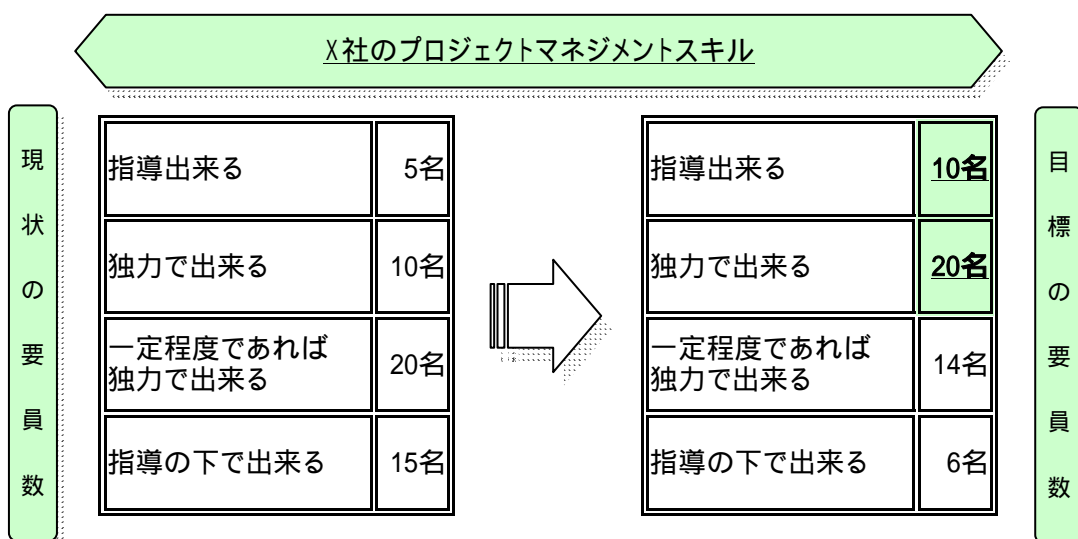 X社のプロジェクトマネジメントスキル
現状の要員数
指導出来る 5名
独力で出来る 10名
一定程度であれば
独力で出来る 20名
指導の下で出来る 15名
指導出来る 10名
独力で出来る 20名
一定程度であれば
独力で出来る 14名
指導の下で出来る 6名
目標の要員数